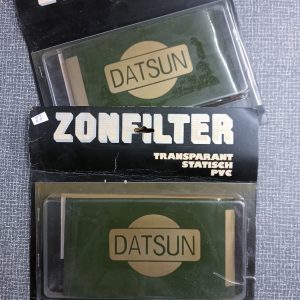 DATSUN
ZONFILTER
TRANSPARANT
STATISCH
PVC
DATSUN